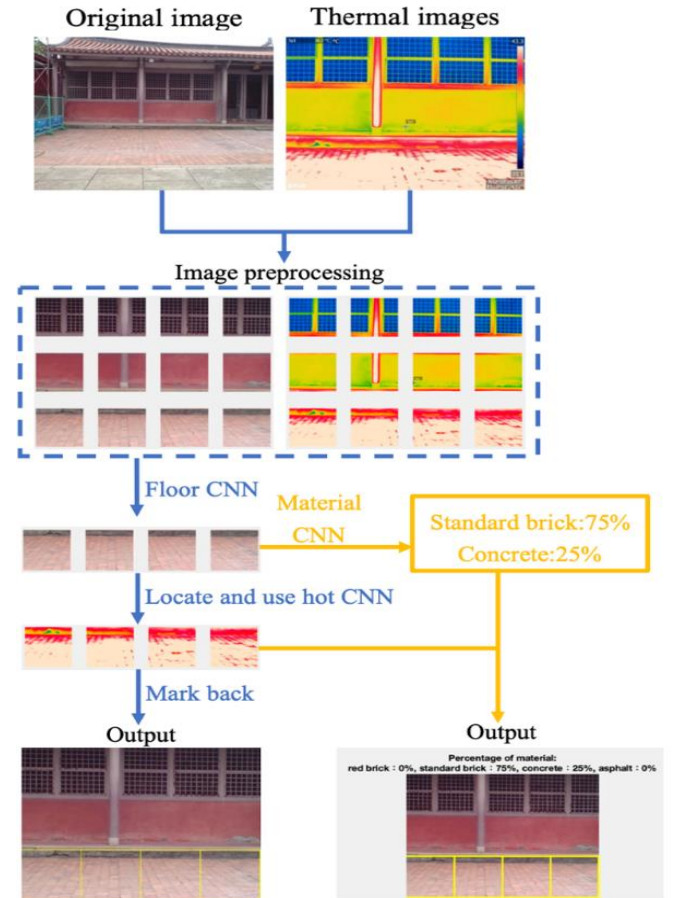 Original image
Thermal images
Image preprocessing
Floor CNN
Material
CNN
Standard brick:75%
Concrete:25%
Locate and use hot CNN
Mark back
Output
Output
Percentage of material:
red brick：0%, standard brick：75%, concrete：25%, asphalt：0%